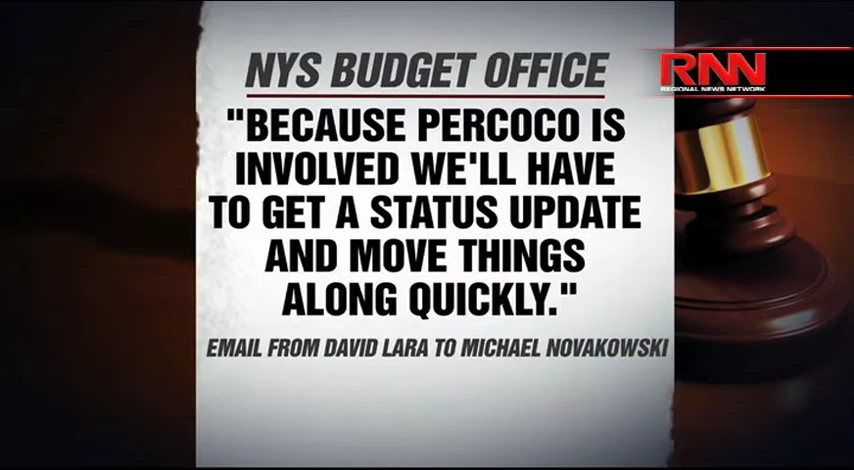 NYS BUDGET OFFICE
RNN
REGIONAL NEWS NETWORK
"BECAUSE PERCOCO IS
INVOLVED WE'LL HAVE
TO GET A STATUS UPDATE
AND MOVE THINGS
ALONG QUICKLY."
EMAIL FROM DAVID LARA TO MICHAEL NOVAKOWSKI